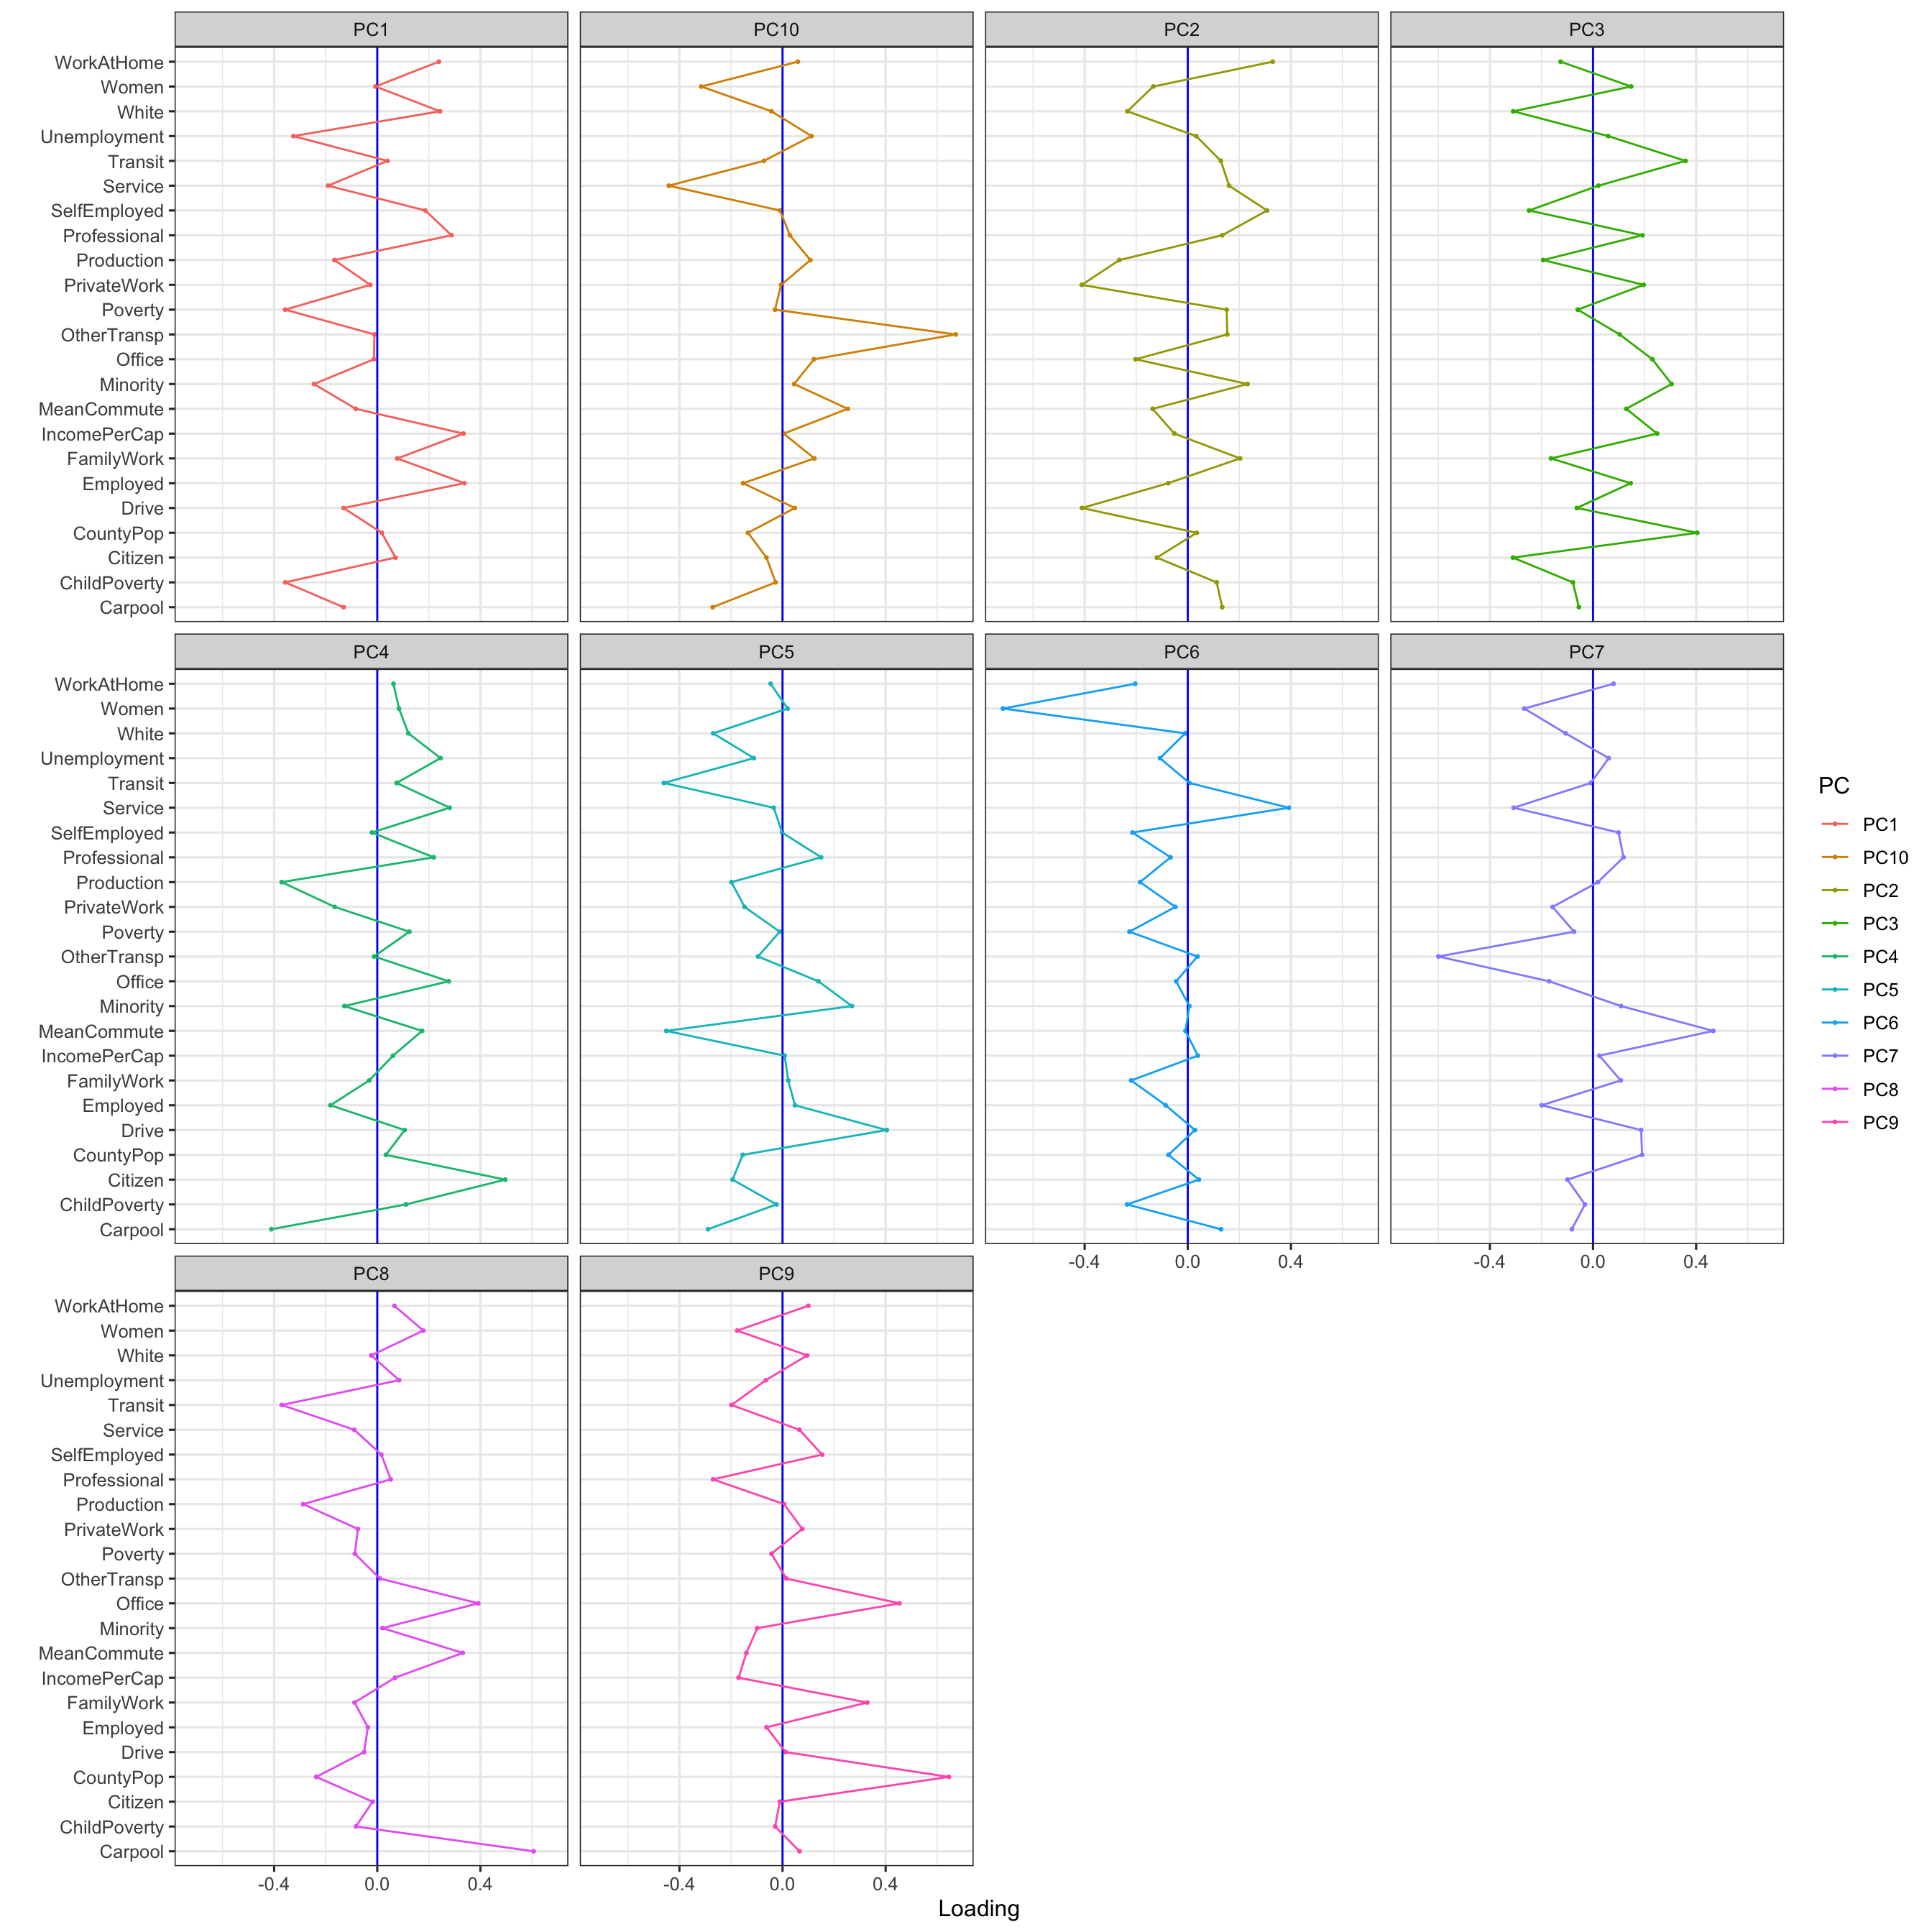 PC1
PC10
PC2
PC3
WorkAtHome
Women
White
Unemployment
Transit
Service
SelfEmployed
Professional
Production
PrivateWork
Poverty
OtherTransp
Office
Minority
MeanCommute
IncomePerCap
FamilyWork
Employed
Drive
CountyPop
Citizen
ChildPoverty
Carpool
PC4
PC5
PC6
PC7
WorkAtHome
Women
White
Unemployment
Transit
Service
SelfEmployed
Professional
Production
PrivateWork
Poverty
OtherTransp
Office
Minority
MeanCommute
IncomePerCap
FamilyWork
Employed
Drive
CountyPop
Citizen
ChildPoverty
Carpool
-0.4 0.0 0.4
-0.4 0.0 0.4
PC8
PC9
WorkAtHome
Women
White
Unemployment
Transit
Service
SelfEmployed
Professional
Production
PrivateWork
Poverty
OtherTransp
Office
Minority
MeanCommute
IncomePerCap
FamilyWork
Employed
Drive
CountyPop
Citizen
ChildPoverty
Carpool
-0.4 0.0 0.4
-0.4 0.0 0.4
Loading
PC
PC1
PC10
PC2
PC3
PC4
PC5
PC6
PC7
PC8
PC9